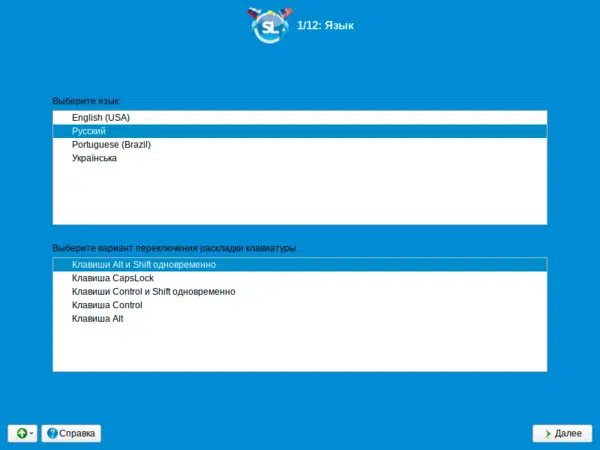 SL
1/12: Язык
Выберите язык:
English (USA)
Русский
Portuguese (Brazil)
Українська
Выберите вариант переключения раскладки клавиатуры:
Клавиши Alt и Shift одновременно
Клавиша CapsLock
Клавиши Control и Shift одновременно
Клавиша Control
Клавиша Alt
Справка
Далее